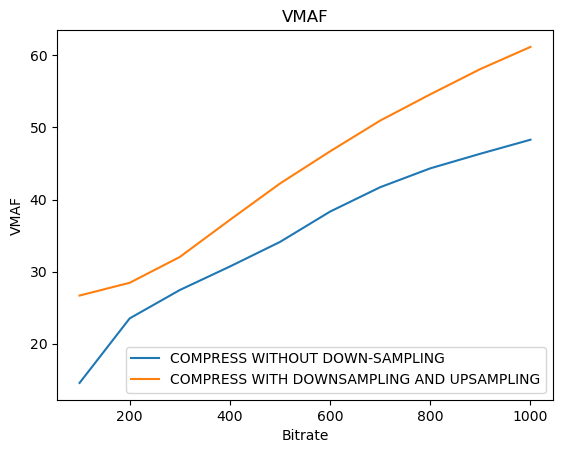 VMAF
60
50
40
30
20
VMAF
COMPRESS WITHOUT DOWN-SAMPLING
COMPRESS WITH DOWNSAMPLING AND UPSAMPLING
200 400 600 800 1000
Bitrate